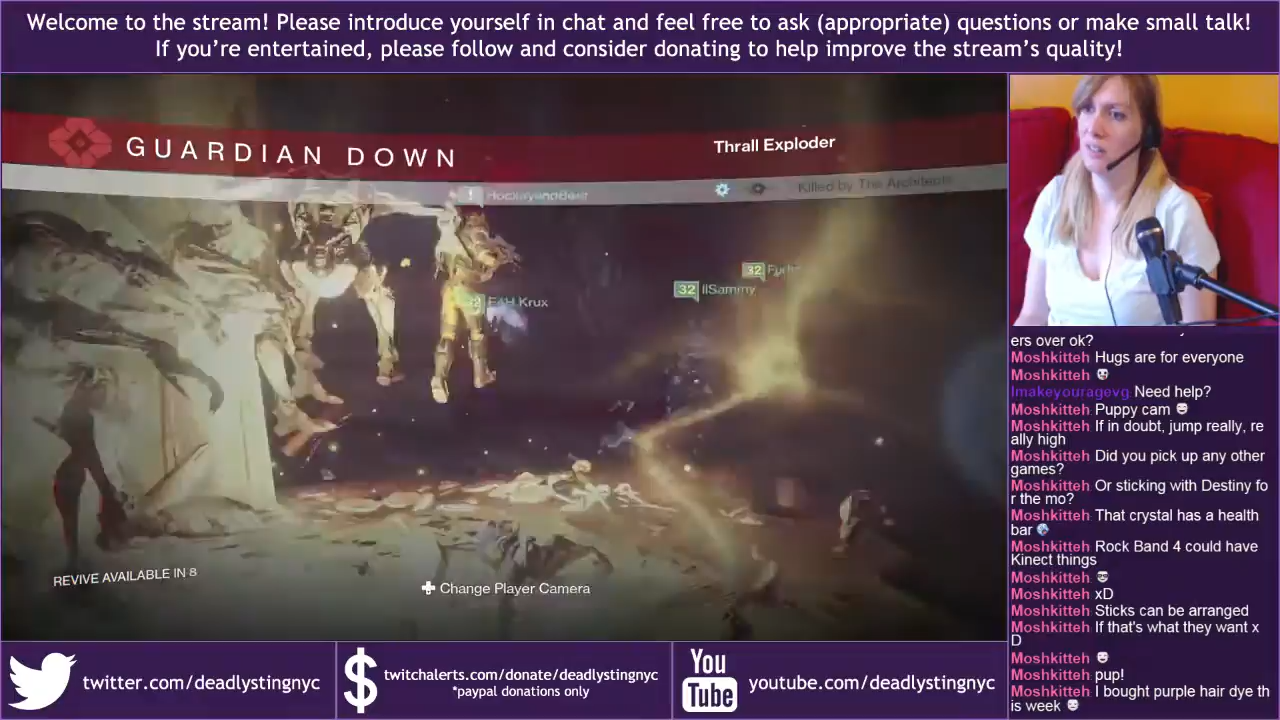 Welcome to the stream! Please introduce yourself in chat and feel free to ask (appropriate) questions or make small talk!
If you’re entertained, please follow and consider donating to help improve the stream’s quality!
GUARDIAN DOWN
Thrall Exploder
HockeyandBeer
Killed by The Architects
32 Furh
32 IlSammy
E4H Krux
REVIVE AVAILABLE IN 8
Change Player Camera
ers over ok?
Moshkitteh Hugs are for everyone
Moshkitteh
Imakeyouragevg: Need help?
Moshkitteh Puppy cam
Moshkitteh If in doubt, jump really, re
ally high
Moshkitteh Did you pick up any other
games?
Moshkitteh Or sticking with Destiny fo
r the mo?
Moshkitteh That crystal has a health
bar
Moshkitteh Rock Band 4 could have
Kinect things
Moshkitteh
Moshkitteh xD
Moshkitteh Sticks can be arranged
Moshkitteh If that's what they want x
D
Moshkitteh
Moshkitteh pup!
Moshkitteh I bought purple hair dye th
is week
twitter.com/deadlystingnyc
$
twitchalerts.com/donate/deadlystingnyc
*paypal donations only
You
Tube
youtube.com/deadlystingnyc